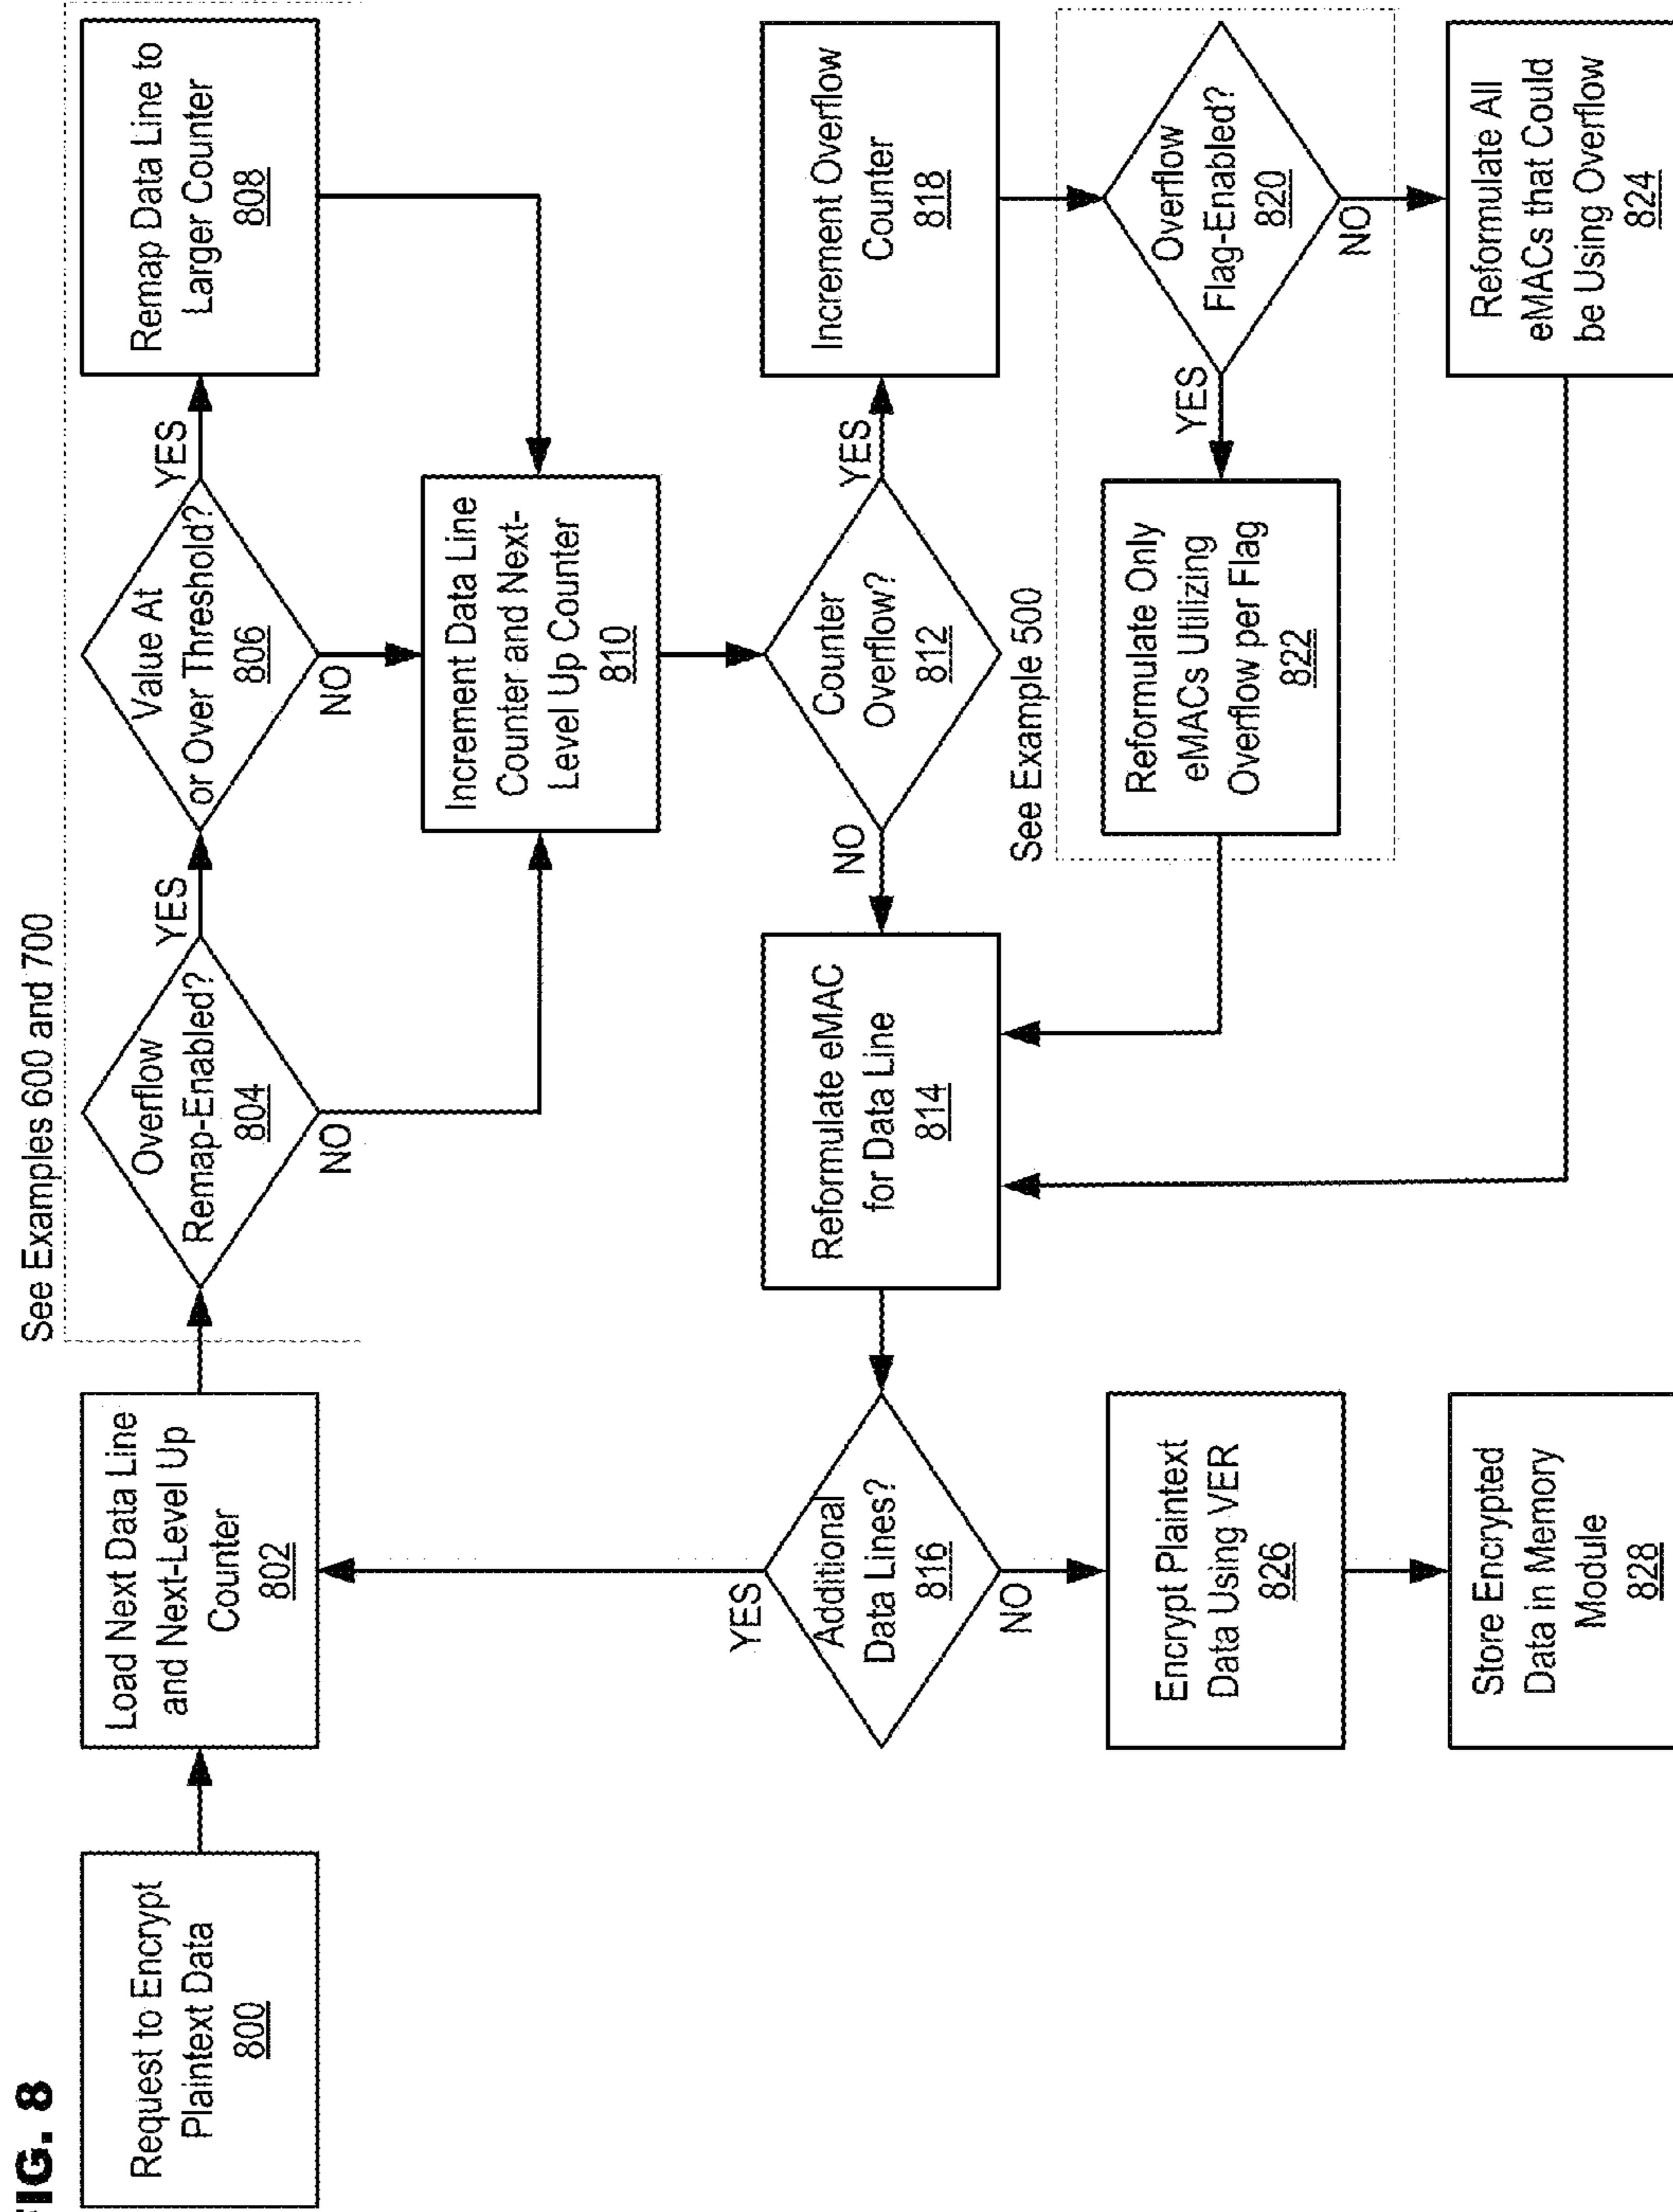 FIG. 8
See Examples 600 and 700
Request to Encrypt
Plaintext Data
800
Load Next Data Line
and Next-Level Up
Counter
802
Overflow
Remap-Enabled?
804
YES
NO
Value At
or Over Threshold?
806
YES
NO
Remap Data Line to
Larger Counter
808
Increment Data Line
Counter and Next-
Level Up Counter
810
Counter
Overflow?
812
YES
NO
Reformulate eMAC
for Data Line
814
Additional
Data Lines?
816
YES
NO
Increment Overflow
Counter
818
See Example 500
Overflow
Flag-Enabled?
820
YES
NO
Reformulate Only
eMACs Utilizing
Overflow per Flag
822
Reformulate All
eMACs that Could
be Using Overflow
824
Encrypt Plaintext
Data Using VER
826
Store Encrypted
Data in Memory
Module
828